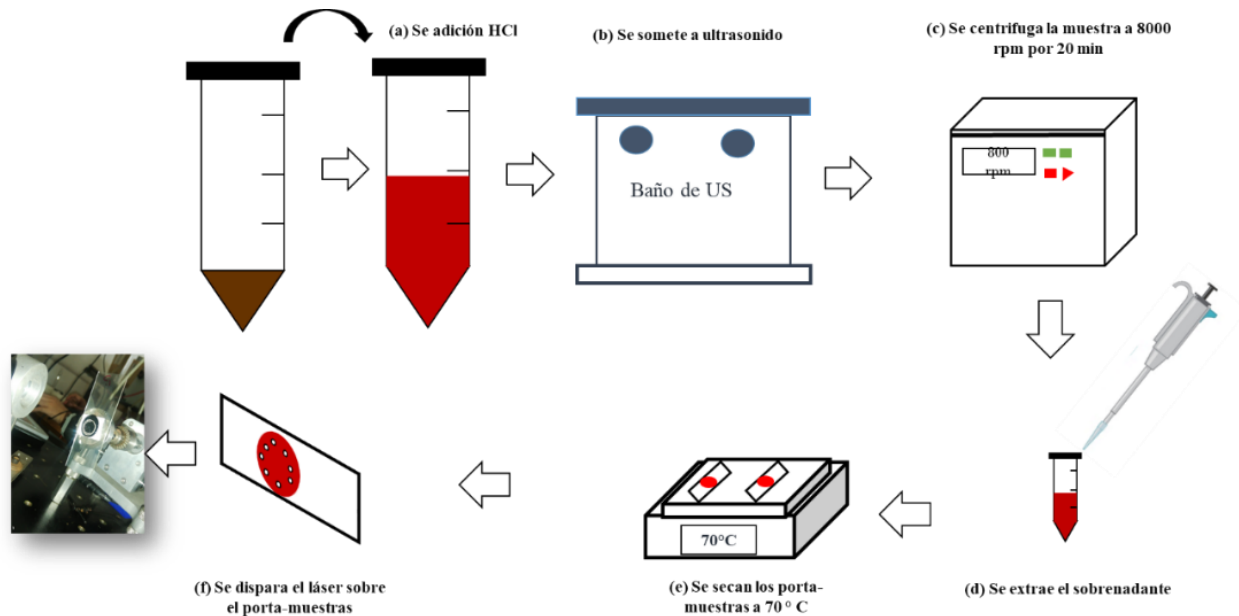 (a) Se adición HCl
(b) Se somete a ultrasonido
(c) Se centrifuga la muestra a 8000
rpm por 20 min
Baño de US
800
rpm
70°C
(d) Se extrae el sobrenadante
(e) Se secan los porta-
muestras a 70 ° C
(f) Se dispara el láser sobre
el porta-muestras